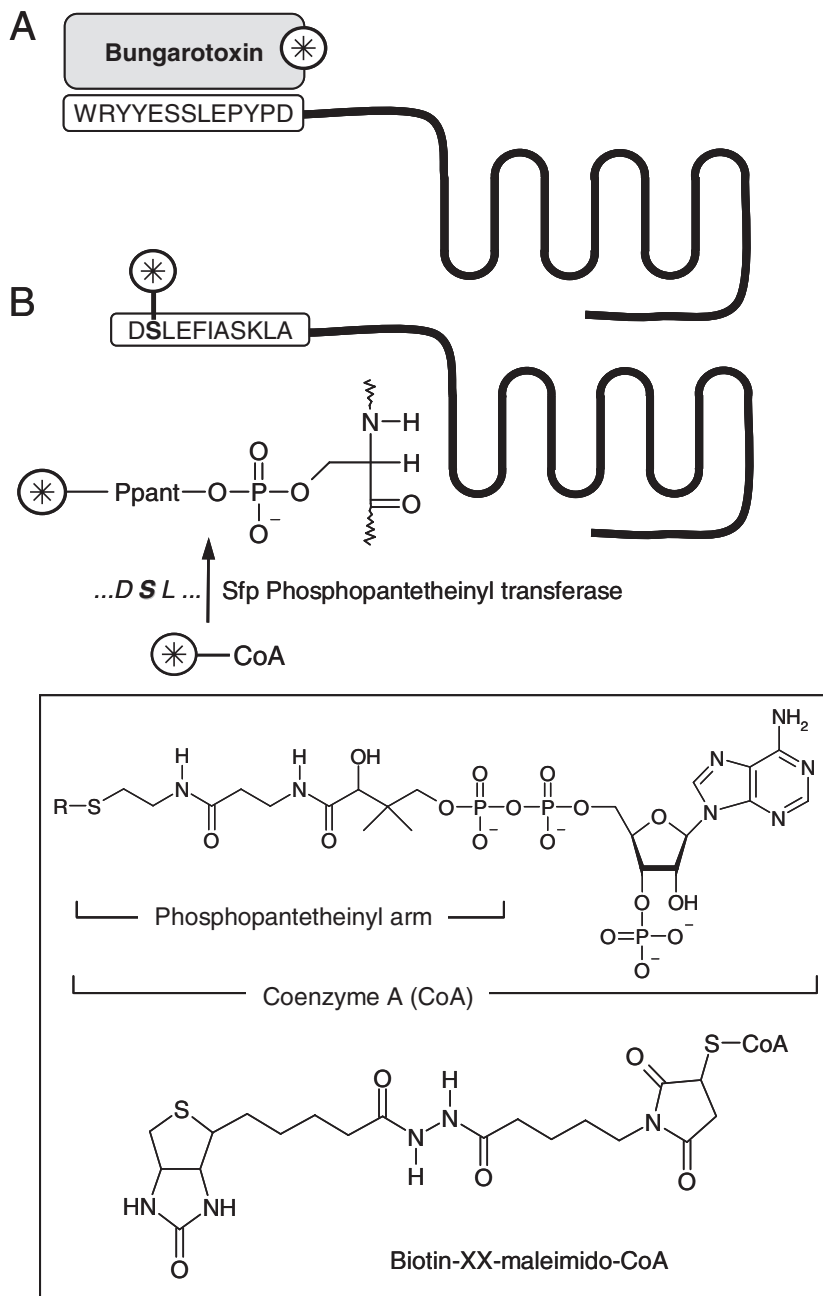 A
Bungarotoxin
WRYYESSLEPYPD
B
DSLEFIASKLA
N–H
O
H
Ppant–O–P–O
O
O⁻
...D S L ...
Sfp Phosphopantetheinyl transferase
CoA
NH₂
H
H
OH
O
O
N
N
R–S
N
N
O–P–O–P–O
O
N
N
O
O
O⁻
O⁻
Phosphopantetheinyl arm
O
OH
O=P–O⁻
O⁻
Coenzyme A (CoA)
S–CoA
O
H
O
S
N
N
N
H
O
O
HN
NH
O
Biotin-XX-maleimido-CoA